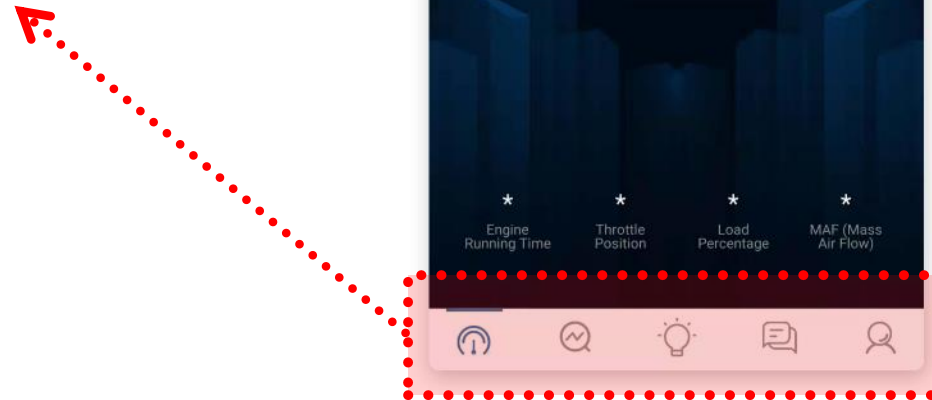 * * * *
Engine Throttle Load MAF (Mass
Running Time Position Percentage Air Flow)